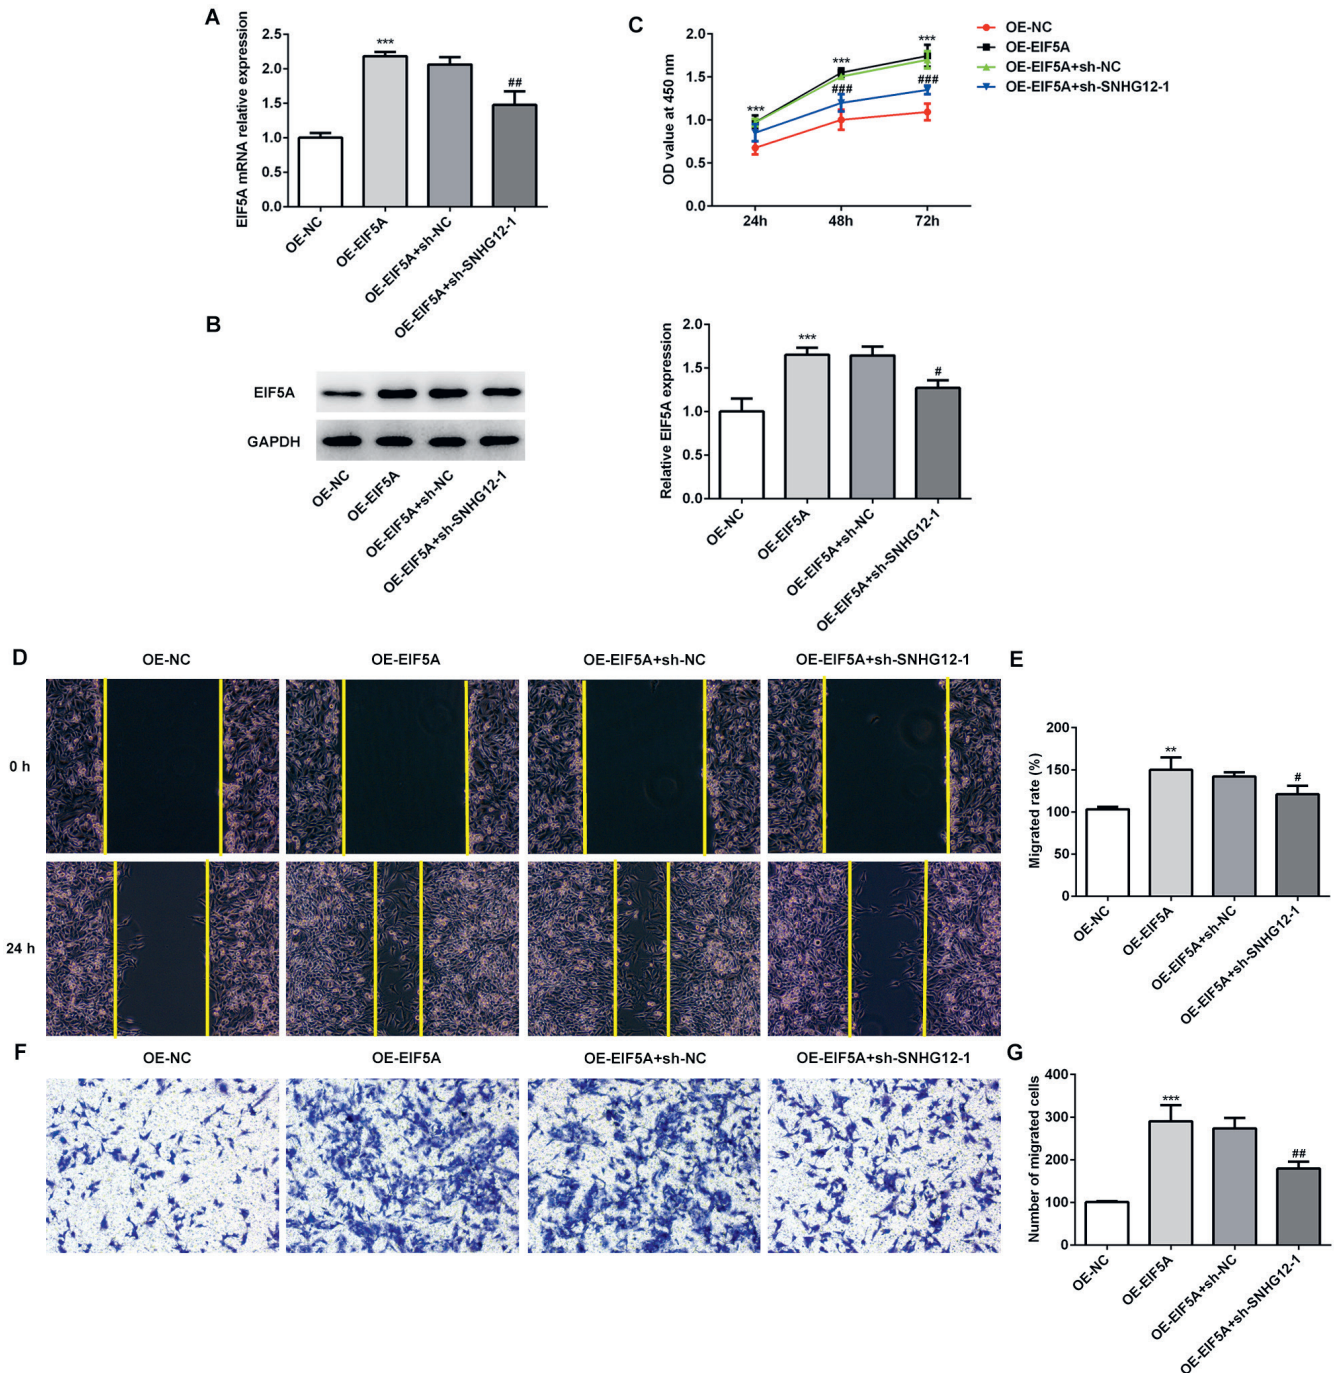 A
EIF5A mRNA relative expression
2.5
2.0
1.5
1.0
0.5
0.0
***
##
OE-NC
OE-EIF5A
OE-EIF5A+sh-NC
OE-EIF5A+sh-SNHG12-1
C
OD value at 450 nm
2.0
1.5
1.0
0.5
0.0
***
***
###
***
###
24h
48h
72h
OE-NC
OE-EIF5A
OE-EIF5A+sh-NC
OE-EIF5A+sh-SNHG12-1
B
EIF5A
GAPDH
OE-NC
OE-EIF5A
OE-EIF5A+sh-NC
OE-EIF5A+sh-SNHG12-1
Relative EIF5A expression
2.0
1.5
1.0
0.5
0.0
***
#
OE-NC
OE-EIF5A
OE-EIF5A+sh-NC
OE-EIF5A+sh-SNHG12-1
D
OE-NC
OE-EIF5A
OE-EIF5A+sh-NC
OE-EIF5A+sh-SNHG12-1
0 h
24 h
E
Migrated rate (%)
200
150
100
50
0
**
#
OE-NC
OE-EIF5A
OE-EIF5A+sh-NC
OE-EIF5A+sh-SNHG12-1
F
OE-NC
OE-EIF5A
OE-EIF5A+sh-NC
OE-EIF5A+sh-SNHG12-1
G
Number of migrated cells
400
300
200
100
0
***
##
OE-NC
OE-EIF5A
OE-EIF5A+sh-NC
OE-EIF5A+sh-SNHG12-1